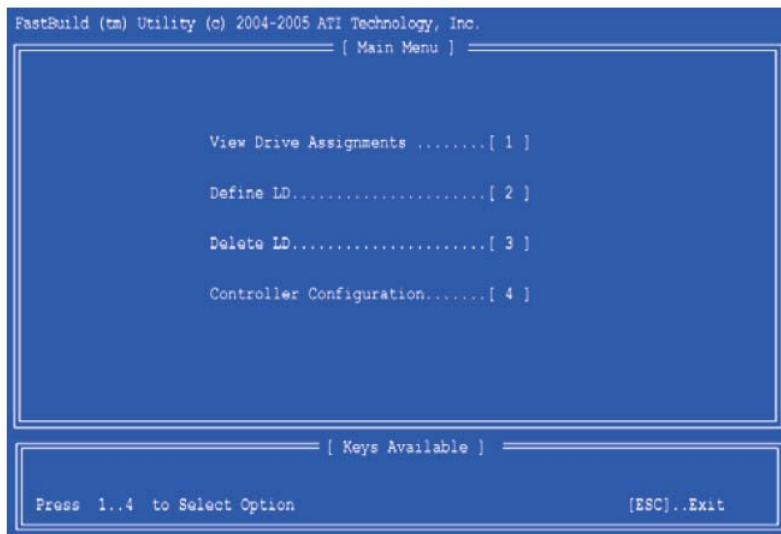 FastBuild (tm) Utility (c) 2004-2005 ATI Technology, Inc.
[ Main Menu ]
View Drive Assignments ........[ 1 ]
Define LD......................[ 2 ]
Delete LD......................[ 3 ]
Controller Configuration.......[ 4 ]
[ Keys Available ]
Press 1..4 to Select Option [ESC]..Exit